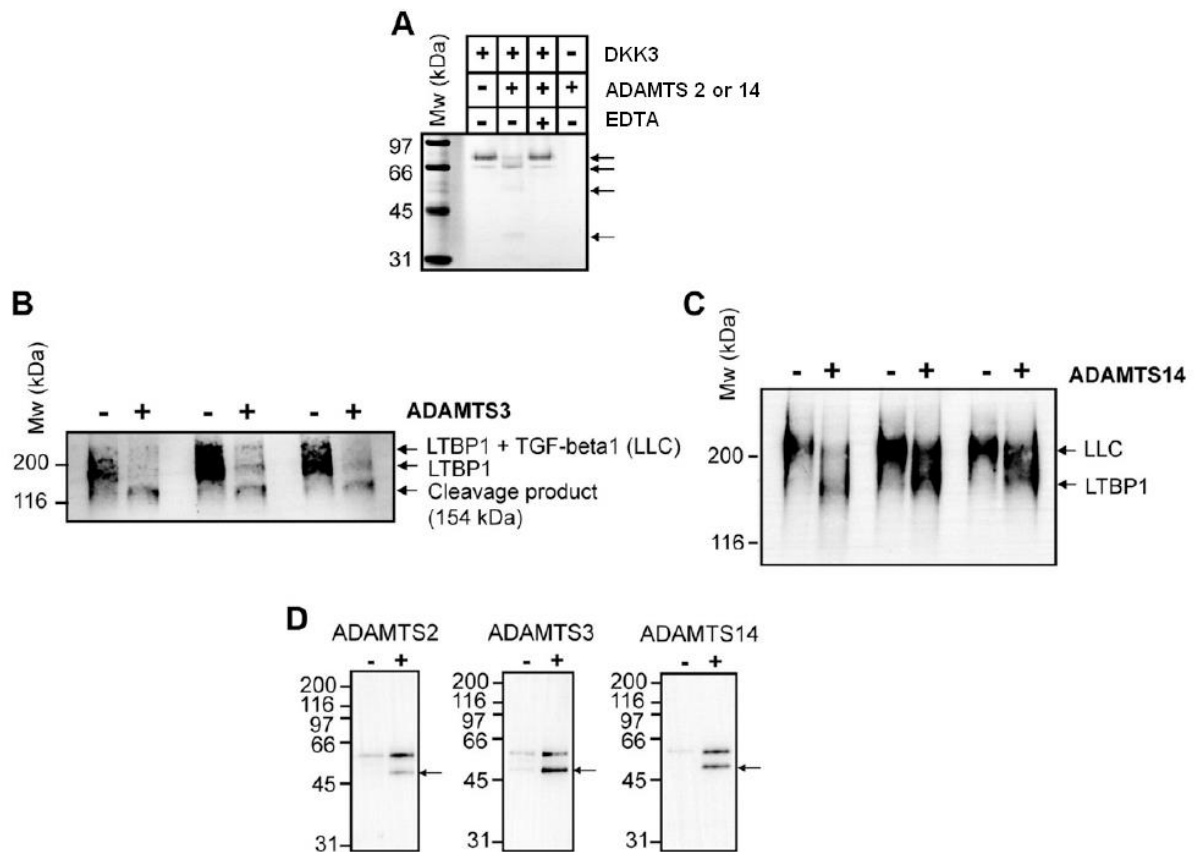 A
Mw (kDa)
+ + + - DKK3
- + + + ADAMTS 2 or 14
- - + - EDTA
97
66
45
31
B
Mw (kDa)
- + - + - + ADAMTS3
LTBP1 + TGF-beta1 (LLC)
200
LTBP1
116
Cleavage product
(154 kDa)
C
Mw (kDa)
- + - + - + ADAMTS14
200
LLC
LTBP1
116
D
ADAMTS2 ADAMTS3 ADAMTS14
- + - + - +
200 200 200
116 116 116
97 97 97
66 66 66
45 45 45
31 31 31